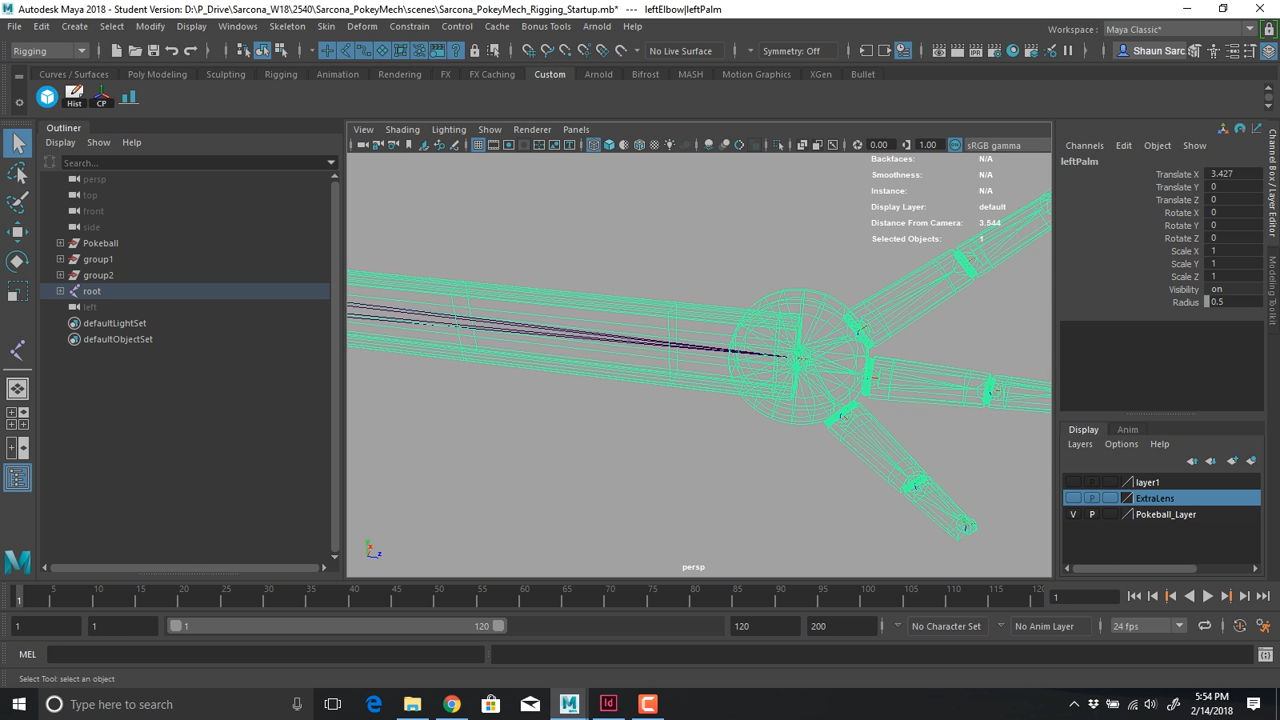 Autodesk Maya 2018 - Student Version: D:\P_Drive\Sarcona_W18\2540\Sarcona_PokeyMech\scenes\Sarcona_PokeyMech_Rigging_Startup.mb* --- leftElbow|leftPalm
File Edit Create Select Modify Display Windows Skeleton Skin Deform Constrain Control Cache Bonus Tools Arnold Help
Workspace : Maya Classic*
Rigging
No Live Surface
Symmetry: Off
Shaun Sarc
Curves / Surfaces Poly Modeling Sculpting Rigging Animation Rendering FX FX Caching Custom Arnold Bifrost MASH Motion Graphics XGen Bullet
Hist CP
Outliner
Display Show Help
Search...
persp
top
front
side
Pokeball
group1
group2
root
left
defaultLightSet
defaultObjectSet
View Shading Lighting Show Renderer Panels
0.00 1.00 sRGB gamma
Backfaces: N/A
Smoothness: N/A
Instance: N/A
Display Layer: default
Distance From Camera: 3.544
Selected Objects: 1
persp
Channels Edit Object Show
leftPalm
Translate X 3.427
Translate Y 0
Translate Z 0
Rotate X 0
Rotate Y 0
Rotate Z 0
Scale X 1
Scale Y 1
Scale Z 1
Visibility on
Radius 0.5
Channel Box / Layer Editor
Modeling Toolkit
Display Anim
Layers Options Help
P layer1
P ExtraLens
V P Pokeball_Layer
1 5 10 15 20 25 30 35 40 45 50 55 60 65 70 75 80 85 90 95 100 105 110 115 120
1
1 1 1 120 120 200 No Character Set No Anim Layer 24 fps
MEL
Select Tool: select an object
Type here to search
5:54 PM
2/14/2018